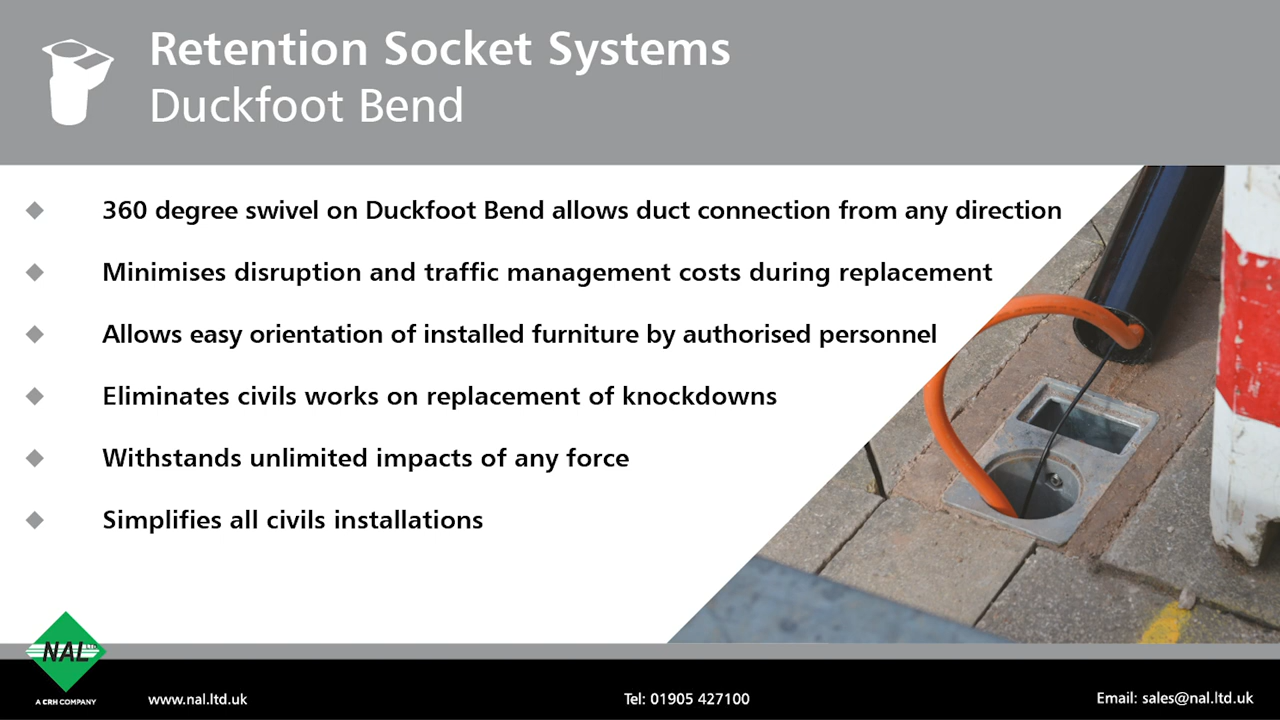 Retention Socket Systems
Duckfoot Bend
360 degree swivel on Duckfoot Bend allows duct connection from any direction
Minimises disruption and traffic management costs during replacement
Allows easy orientation of installed furniture by authorised personnel
Eliminates civils works on replacement of knockdowns
Withstands unlimited impacts of any force
Simplifies all civils installations
NAL LTD
A CRH COMPANY
www.nal.ltd.uk
Tel: 01905 427100
Email: sales@nal.ltd.uk